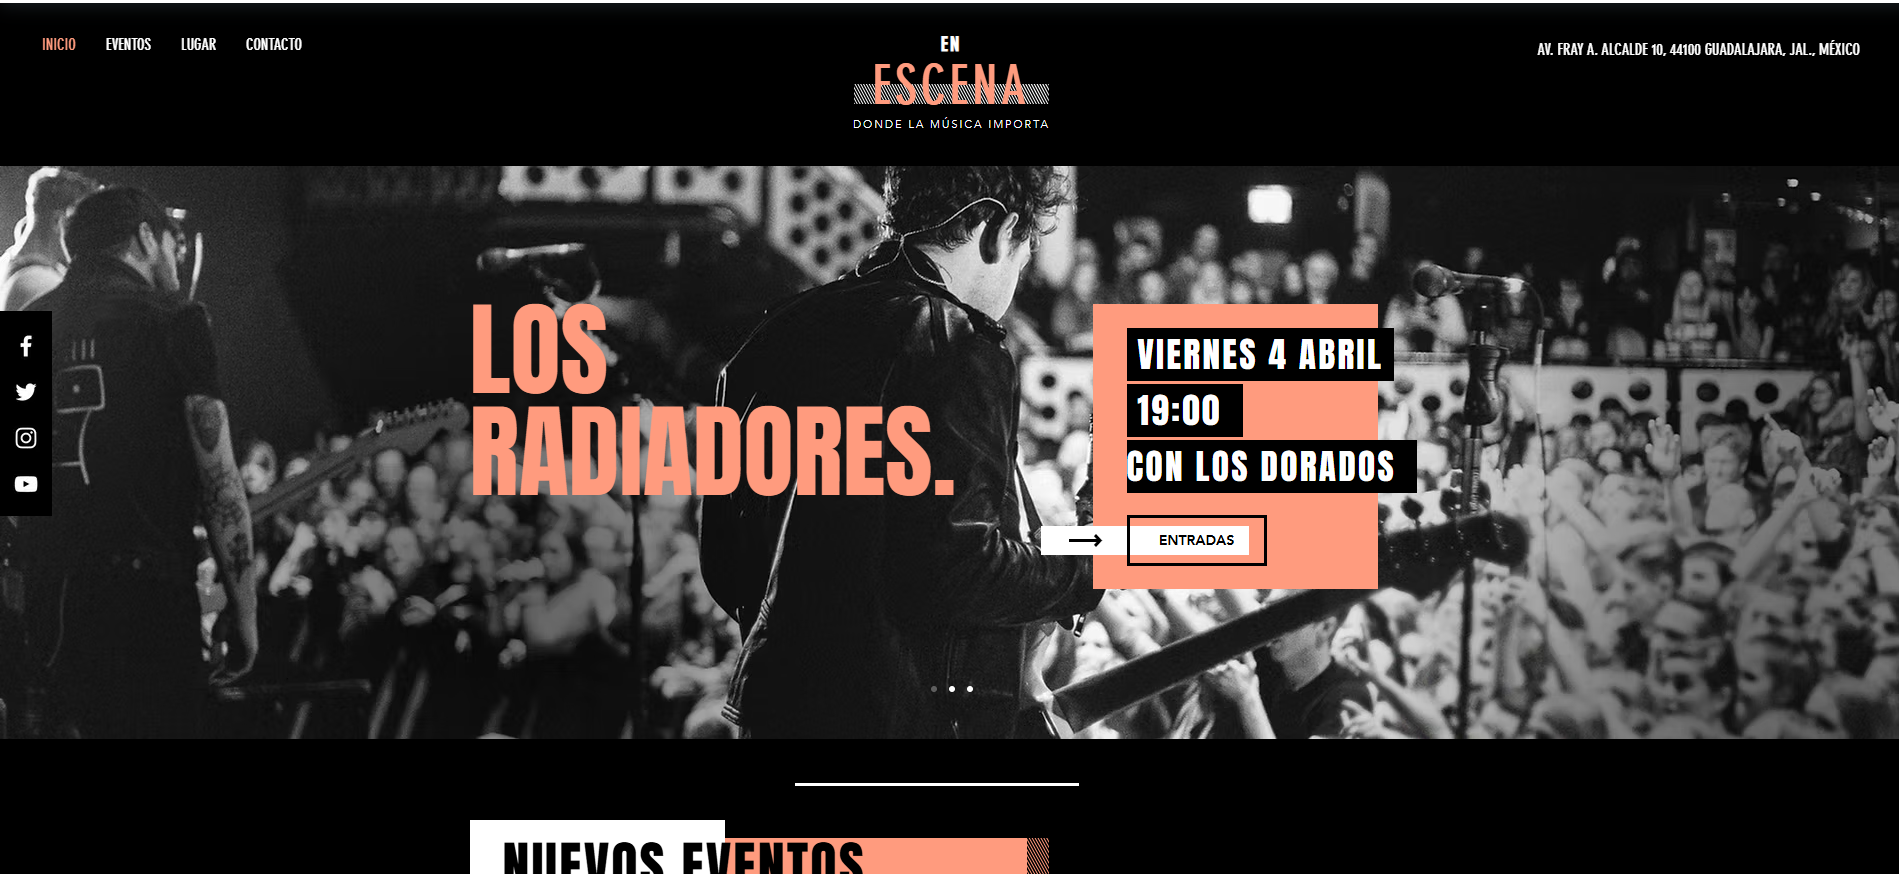 INICIO EVENTOS LUGAR CONTACTO
EN
ESCENA
DONDE LA MÚSICA IMPORTA
AV. FRAY A. ALCALDE 10, 44100 GUADALAJARA, JAL., MÉXICO
LOS
RADIADORES.
VIERNES 4 ABRIL
19:00
CON LOS DORADOS
ENTRADAS
NUEVOS EVENTOS